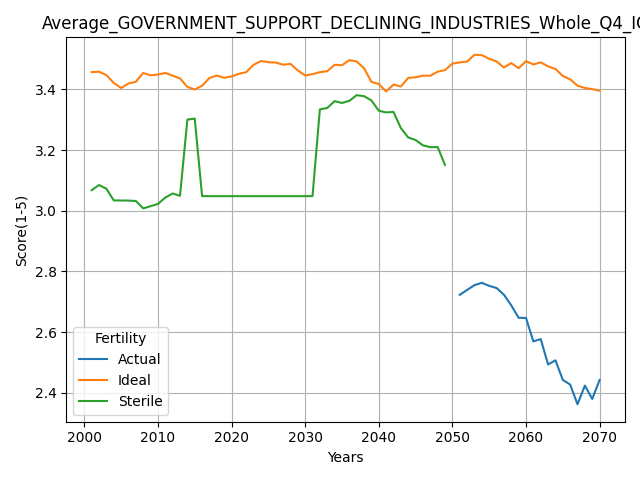 Average_GOVERNMENT_SUPPORT_DECLINING_INDUSTRIES_Whole_Q4_IC
Score(1-5)
3.4
3.2
3.0
2.8
2.6
2.4
Fertility
Actual
Ideal
Sterile
2000 2010 2020 2030 2040 2050 2060 2070
Years